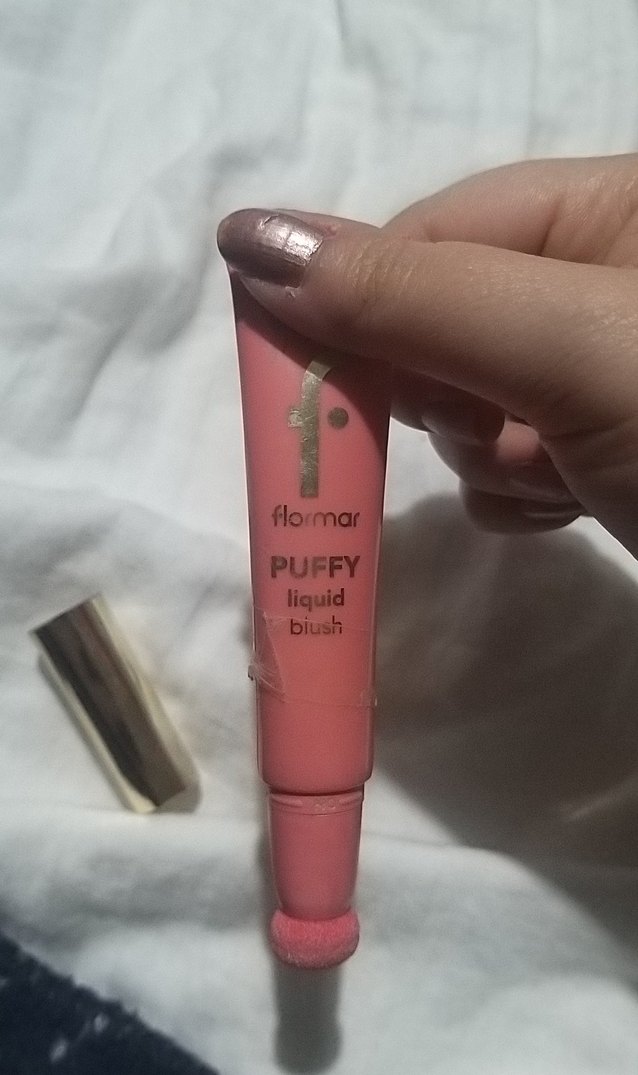 f.
flormar
PUFFY
liquid
blush